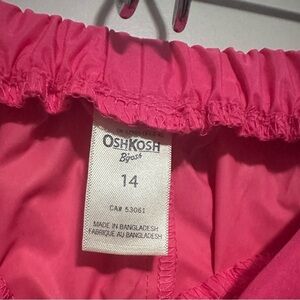 OSHKOSH
B'gosh
14
CA# 53061
MADE IN BANGLADESH
FABRIQUÉ AU BANGLADESH